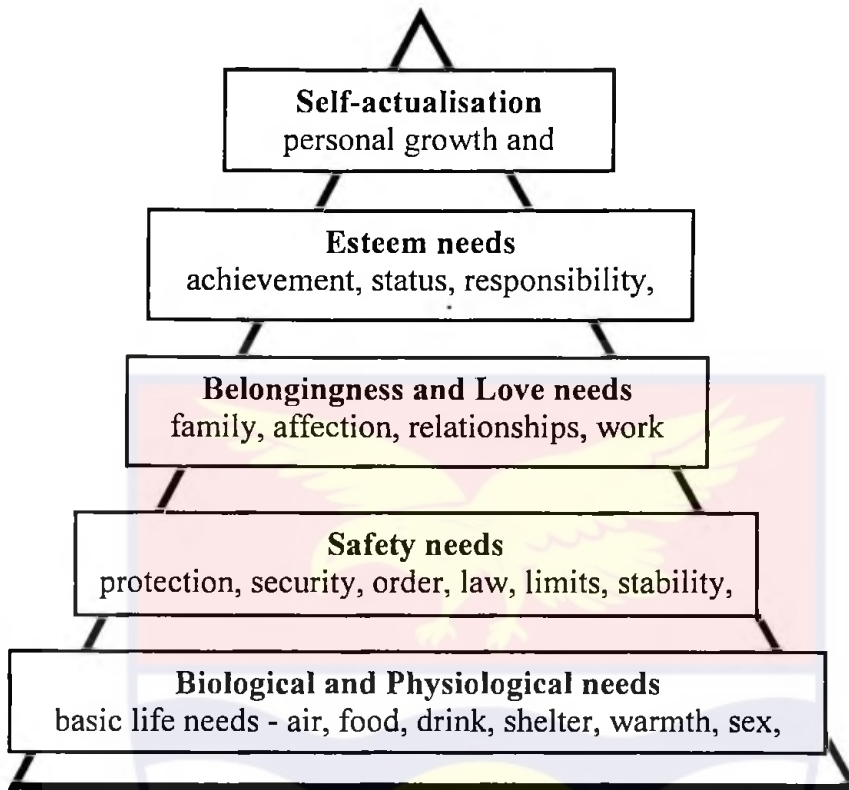 Self-actualisation
personal growth and
Esteem needs
achievement, status, responsibility,
Belongingness and Love needs
family, affection, relationships, work
Safety needs
protection, security, order, law, limits, stability,
Biological and Physiological needs
basic life needs - air, food, drink, shelter, warmth, sex,